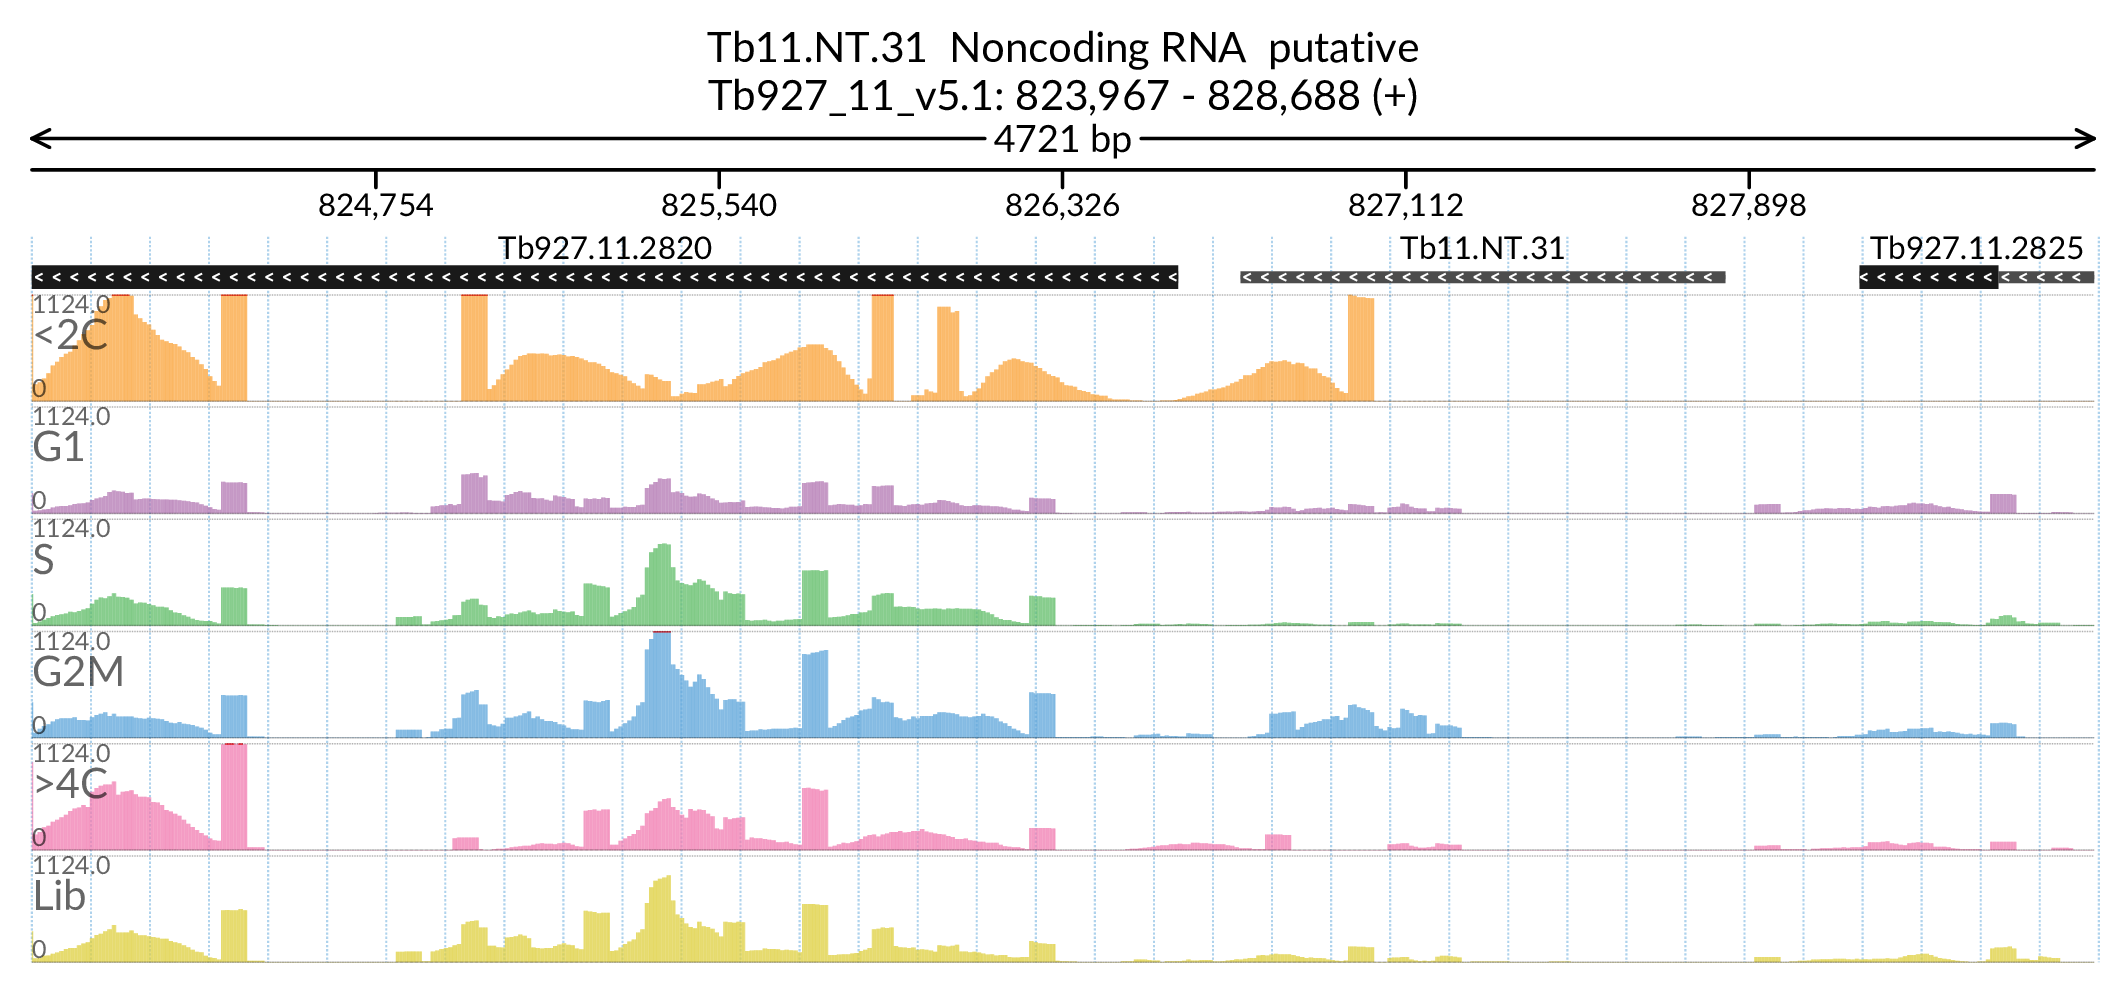 Tb11.NT.31 Noncoding RNA putative
Tb927_11_v5.1: 823,967 - 828,688 (+)
4721 bp
824,754 825,540 826,326 827,112 827,898
Tb927.11.2820 Tb11.NT.31 Tb927.11.2825
1124.0
<2C
0
1124.0
G1
0
1124.0
S
0
1124.0
G2M
0
1124.0
>4C
0
1124.0
Lib
0